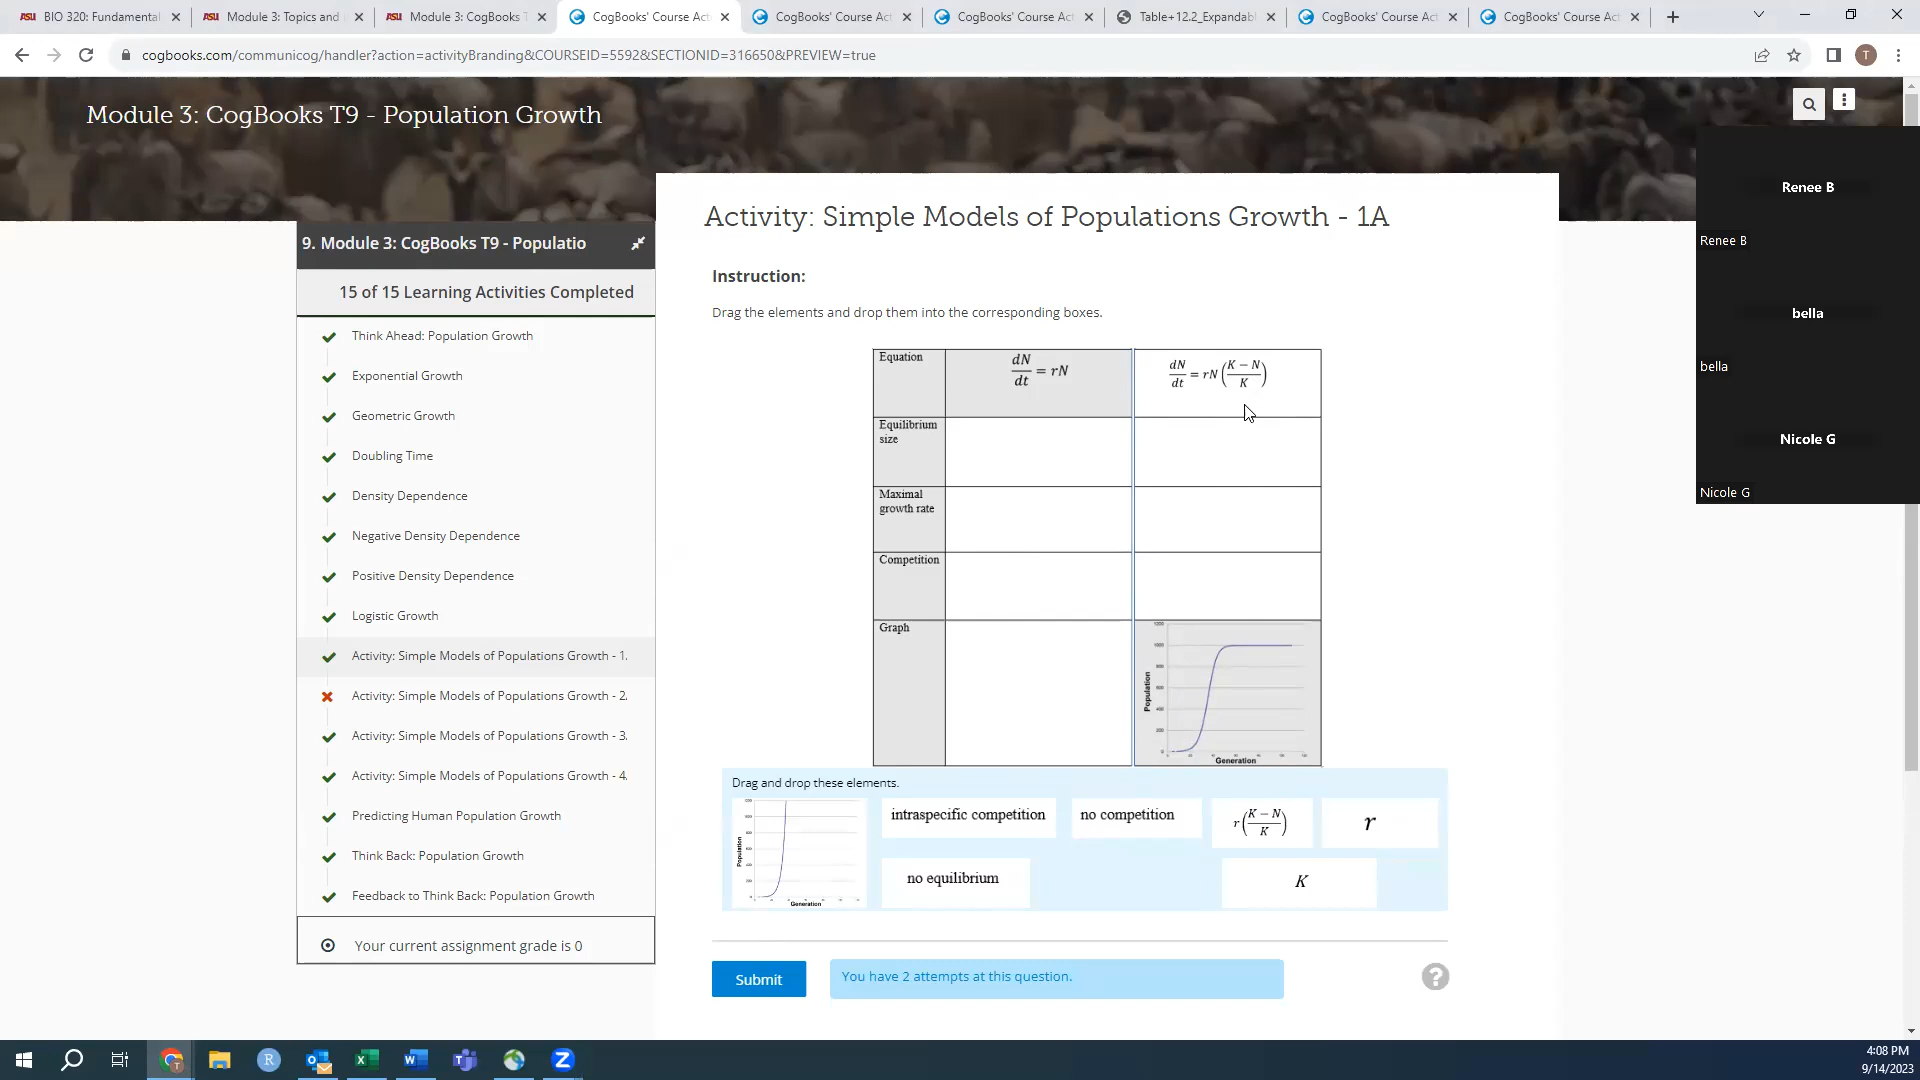 BIO 320: Fundamental
Module 3: Topics and
Module 3: CogBooks T
CogBooks' Course Act
CogBooks' Course Act
CogBooks' Course Act
Table+12.2_Expandabl
CogBooks' Course Act
CogBooks' Course Act
cogbooks.com/communicog/handler?action=activityBranding&COURSEID=5592&SECTIONID=316650&PREVIEW=true
T
Module 3: CogBooks T9 - Population Growth
Renee B
Renee B
bella
bella
Nicole G
Nicole G
9. Module 3: CogBooks T9 - Populatio
15 of 15 Learning Activities Completed
Think Ahead: Population Growth
Exponential Growth
Geometric Growth
Doubling Time
Density Dependence
Negative Density Dependence
Positive Density Dependence
Logistic Growth
Activity: Simple Models of Populations Growth - 1.
Activity: Simple Models of Populations Growth - 2.
Activity: Simple Models of Populations Growth - 3.
Activity: Simple Models of Populations Growth - 4.
Predicting Human Population Growth
Think Back: Population Growth
Feedback to Think Back: Population Growth
Your current assignment grade is 0
Activity: Simple Models of Populations Growth - 1A
Instruction:
Drag the elements and drop them into the corresponding boxes.
Equation
dN/dt = rN
dN/dt = rN((K − N)/K)
Equilibrium
size
Maximal
growth rate
Competition
Graph
Population
Generation
Drag and drop these elements.
Population
Generation
intraspecific competition
no competition
r((K − N)/K)
r
no equilibrium
K
Submit
You have 2 attempts at this question.
?
4:08 PM
9/14/2023